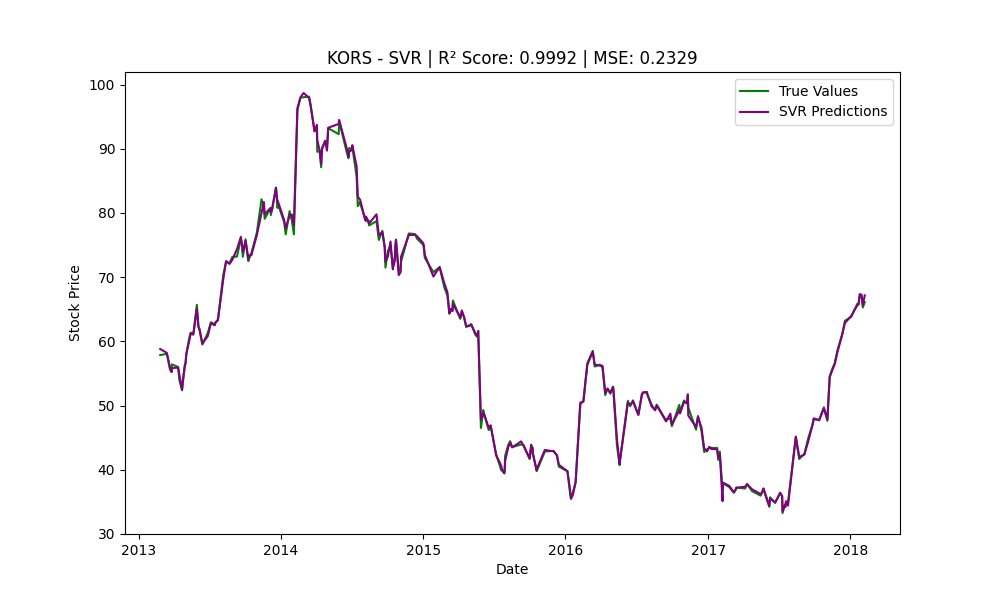 KORS - SVR | R² Score: 0.9992 | MSE: 0.2329
True Values
SVR Predictions
100
90
80
70
60
50
40
30
Stock Price
2013 2014 2015 2016 2017 2018
Date